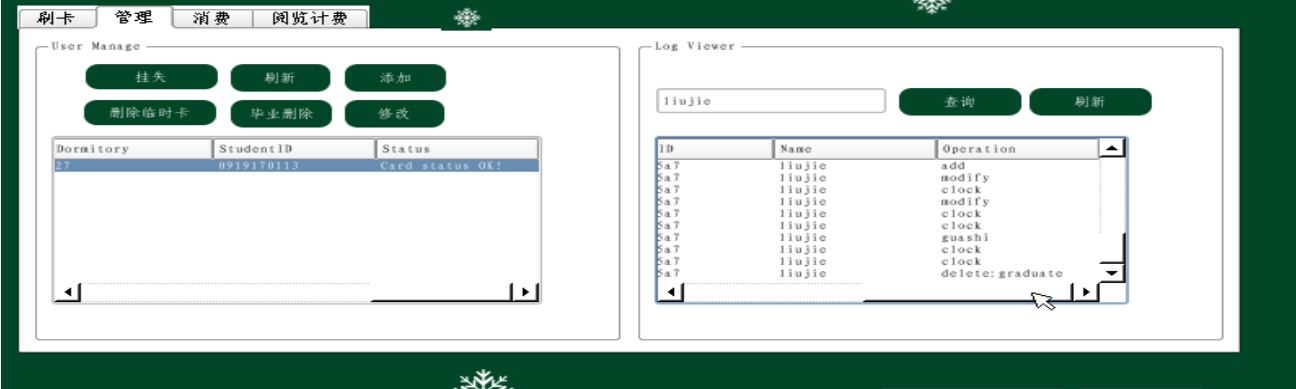 刷卡 管理 消费 阅览计费
User Manage
挂失 刷新 添加
删除临时卡 毕业删除 修改
Dormitory StudentID Status
27 0919170113 Card status OK!
Log Viewer
liujie 查询 刷新
ID Name Operation
5a7 liujie add
5a7 liujie modify
5a7 liujie clock
5a7 liujie modify
5a7 liujie clock
5a7 liujie clock
5a7 liujie guashi
5a7 liujie clock
5a7 liujie clock
5a7 liujie delete:graduate